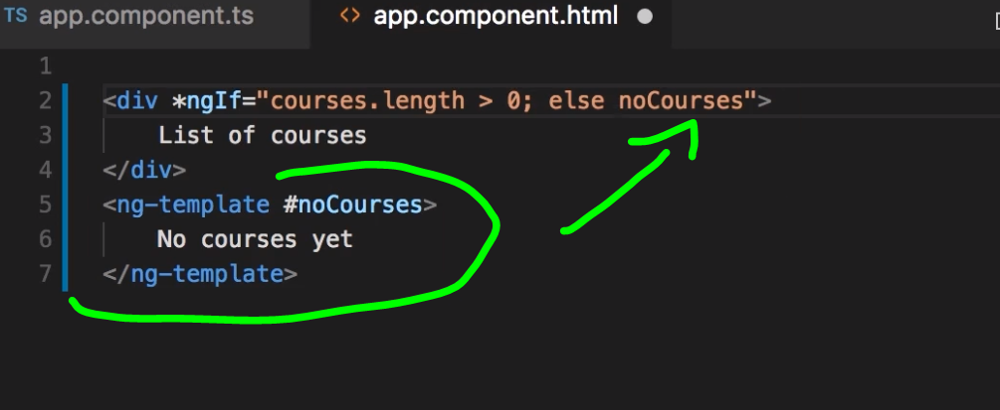 TS app.component.ts <> app.component.html
1
2 <div *ngIf="courses.length > 0; else noCourses">
3 List of courses
4 </div>
5 <ng-template #noCourses>
6 No courses yet
7 </ng-template>